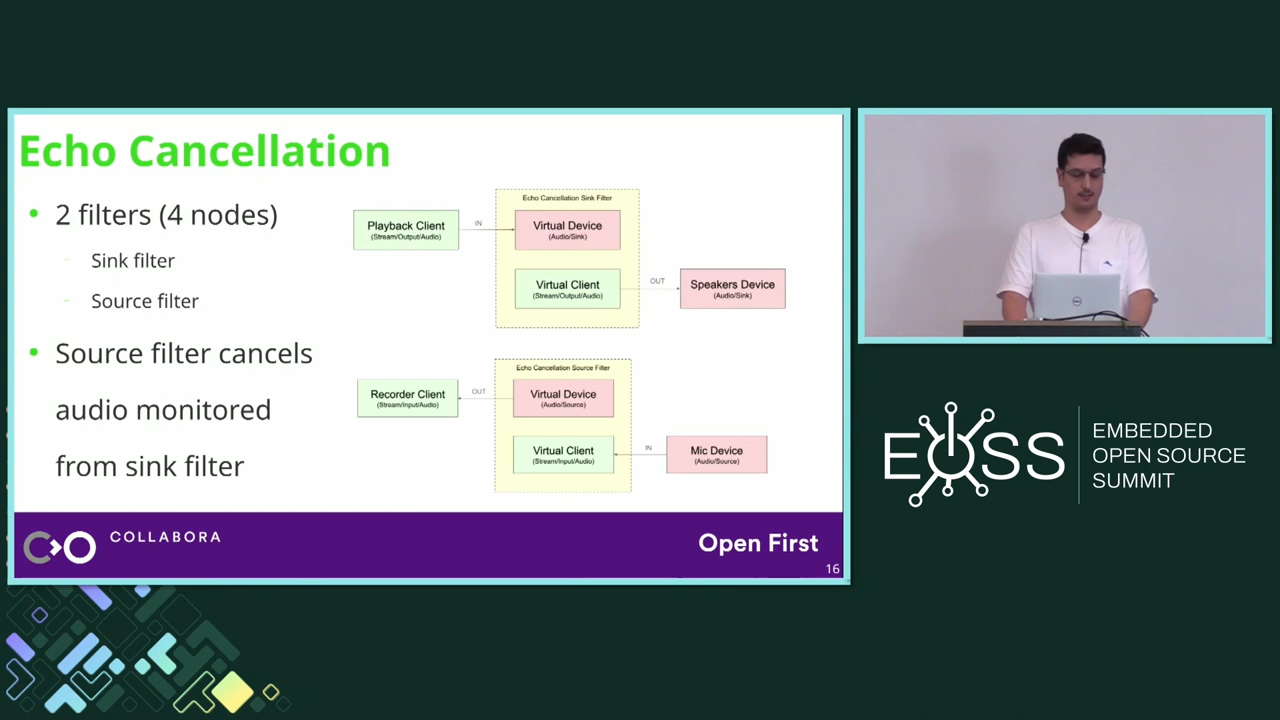 Echo Cancellation
• 2 filters (4 nodes)
– Sink filter
– Source filter
• Source filter cancels
audio monitored
from sink filter
Echo Cancellation Sink Filter
Playback Client
(Stream/Output/Audio)
IN
Virtual Device
(Audio/Sink)
Virtual Client
(Stream/Output/Audio)
OUT
Speakers Device
(Audio/Sink)
Echo Cancellation Source Filter
Recorder Client
(Stream/Input/Audio)
OUT
Virtual Device
(Audio/Source)
Virtual Client
(Stream/Input/Audio)
IN
Mic Device
(Audio/Source)
COLLABORA
Open First
16
DELL
EOSS
EMBEDDED
OPEN SOURCE
SUMMIT